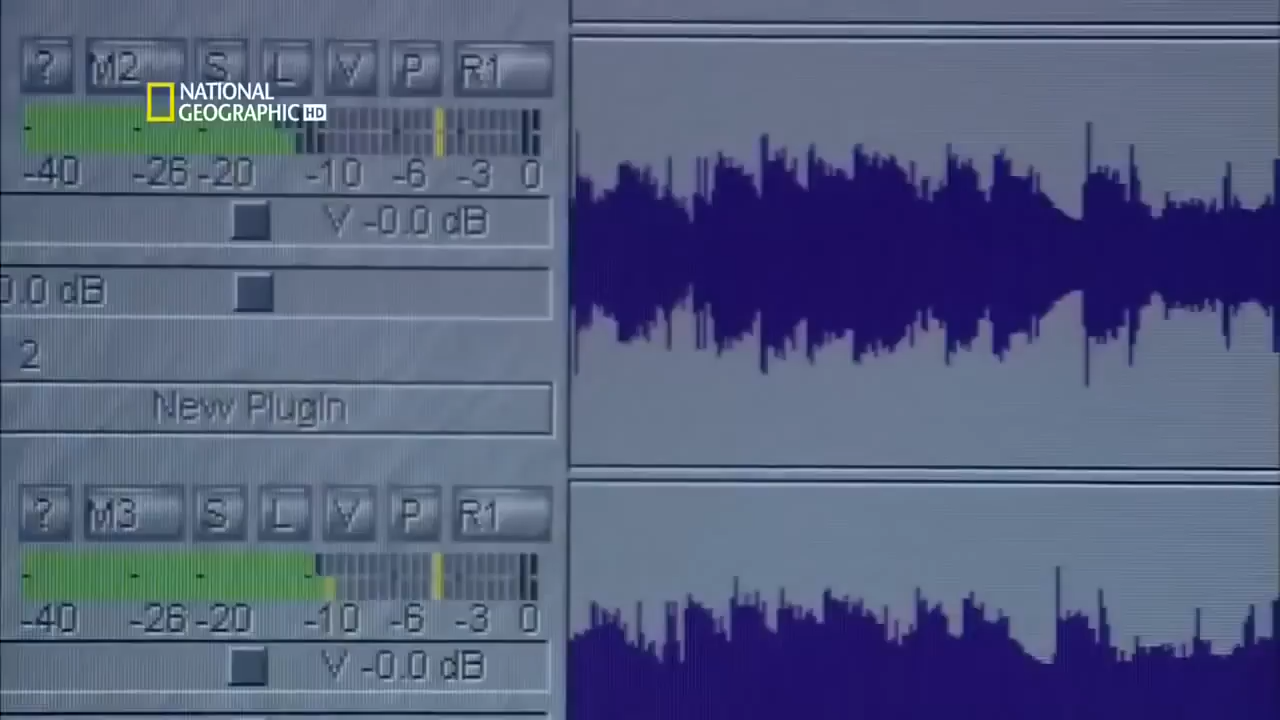 ? M2 S L V P R1
NATIONAL
GEOGRAPHIC HD
-40 -26 -20 -10 -6 -3 0
V -0.0 dB
0.0 dB
2
New Plugin
? M3 S L V P R1
-40 -26 -20 -10 -6 -3 0
V -0.0 dB